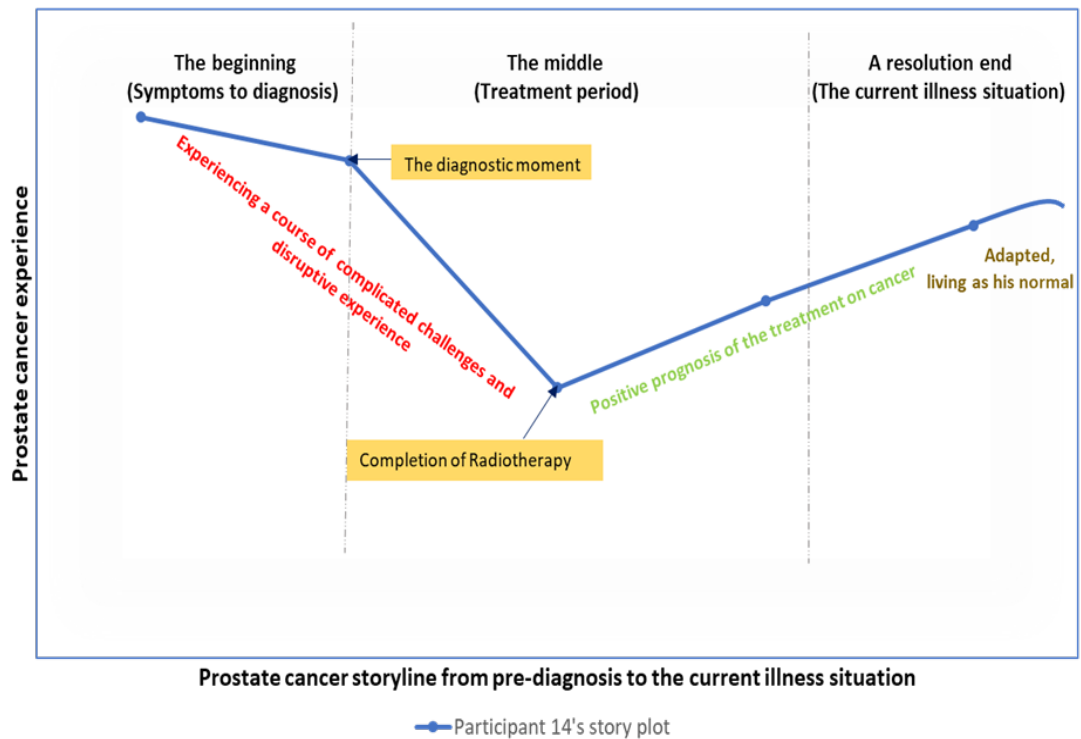 The beginning
(Symptoms to diagnosis)
The middle
(Treatment period)
A resolution end
(The current illness situation)
The diagnostic moment
Experiencing a course of complicated challenges and
disruptive experience
Completion of Radiotherapy
Positive prognosis of the treatment on cancer
Adapted,
living as his normal
Prostate cancer experience
Prostate cancer storyline from pre-diagnosis to the current illness situation
Participant 14's story plot